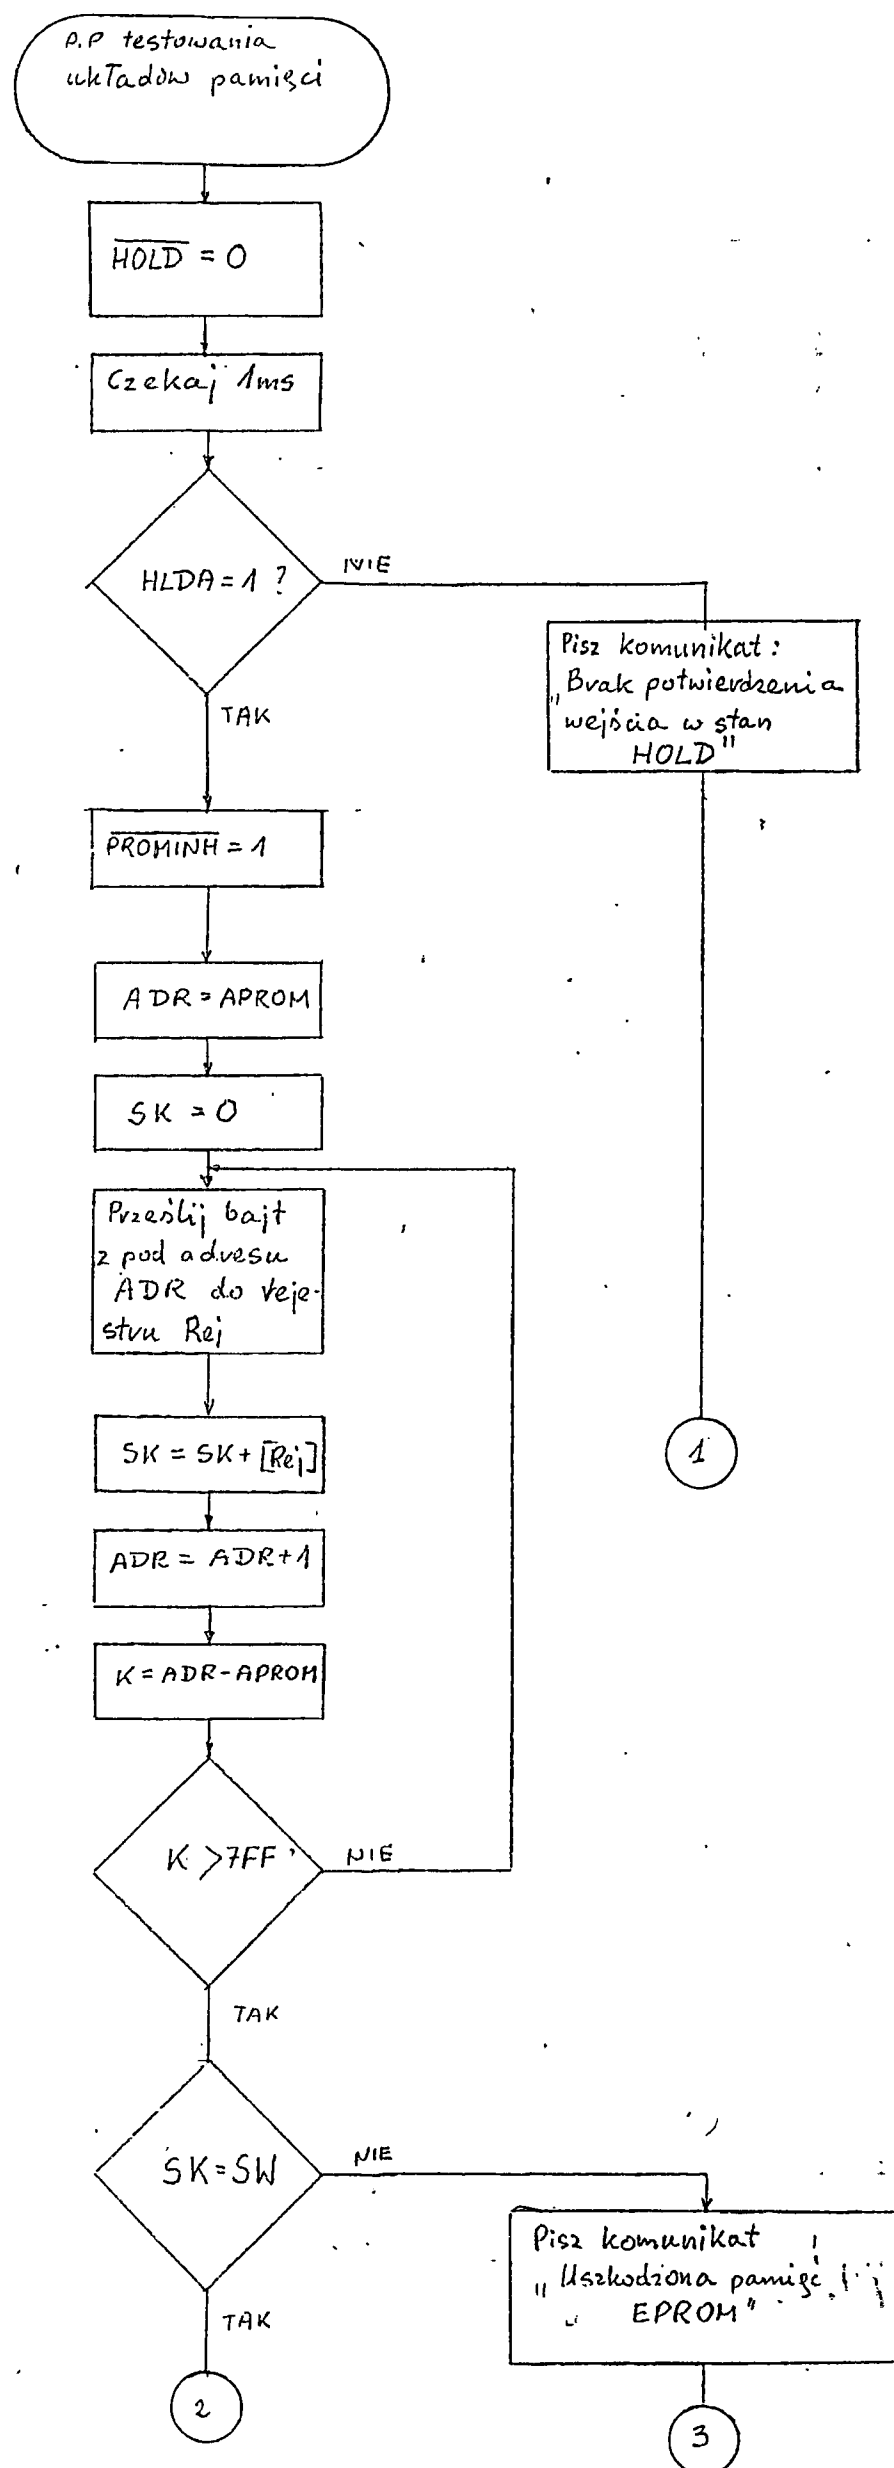 P.P testowania
układów pamięci
HOLD = 0
Czekaj 1ms
HLDA = 1 ?
NIE
Pisz komunikat :
„Brak potwierdzenia
wejścia w stan
HOLD"
TAK
PROMINH = 1
ADR = APROM
SK = 0
Prześlij bajt
z pod adresu
ADR do reje-
stru Rej
SK = SK + [Rej]
1
ADR = ADR + 1
K = ADR - APROM
K > 7FF
NIE
TAK
SK = SW
NIE
Pisz komunikat
„Uszkodzona pamięć
EPROM"
TAK
2
3